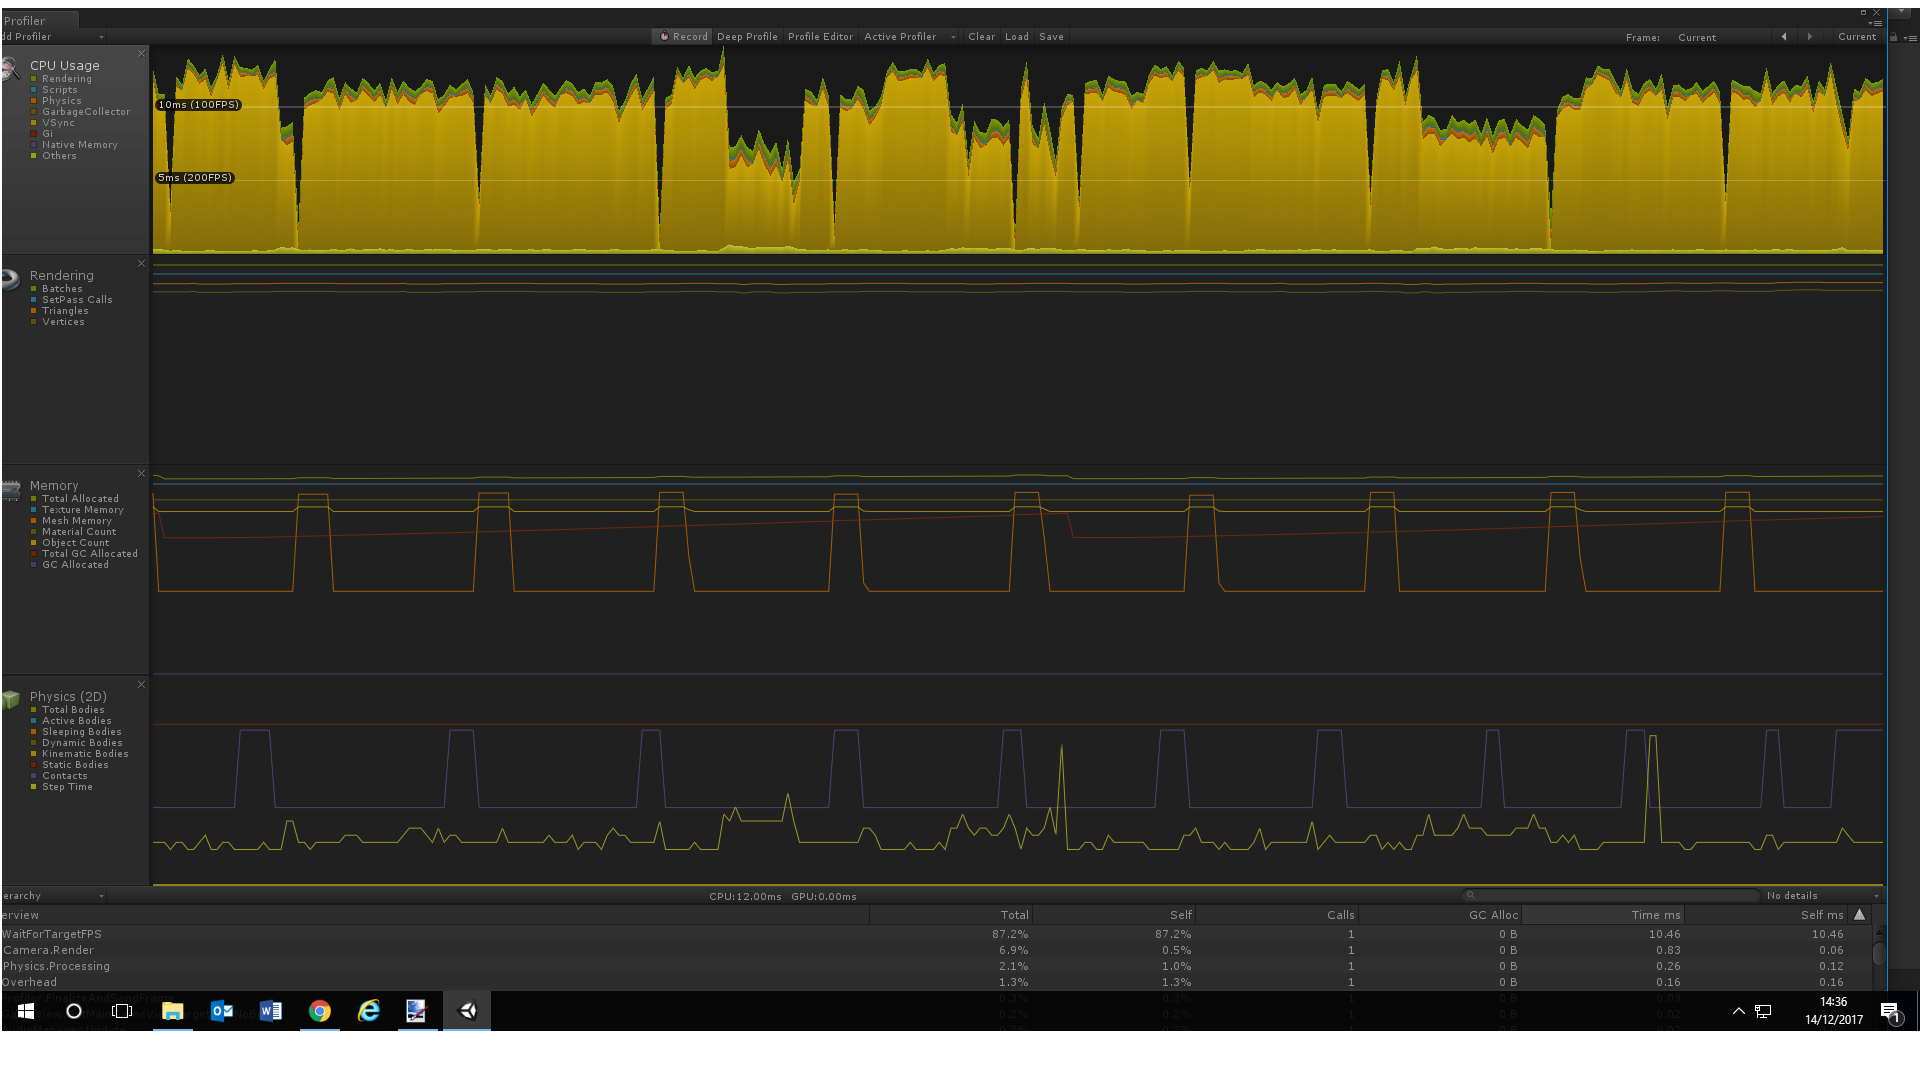 Profiler
dd Profiler
Record Deep Profile Profile Editor Active Profiler Clear Load Save Frame: Current Current
CPU Usage
Rendering
Scripts
Physics
GarbageCollector
VSync
Gi
Native Memory
Others
10ms (100FPS)
5ms (200FPS)
Rendering
Batches
SetPass Calls
Triangles
Vertices
Memory
Total Allocated
Texture Memory
Mesh Memory
Material Count
Object Count
Total GC Allocated
GC Allocated
Physics (2D)
Total Bodies
Active Bodies
Sleeping Bodies
Dynamic Bodies
Kinematic Bodies
Static Bodies
Contacts
Step Time
erarchy CPU:12.00ms GPU:0.00ms No details
erview Total Self Calls GC Alloc Time ms Self ms
WaitForTargetFPS 87.2% 87.2% 1 0 B 10.46 10.46
Camera.Render 6.9% 0.5% 1 0 B 0.83 0.06
Physics.Processing 2.1% 1.0% 1 0 B 0.26 0.12
Overhead 1.3% 1.3% 1 0 B 0.16 0.16
14:36
14/12/2017
1